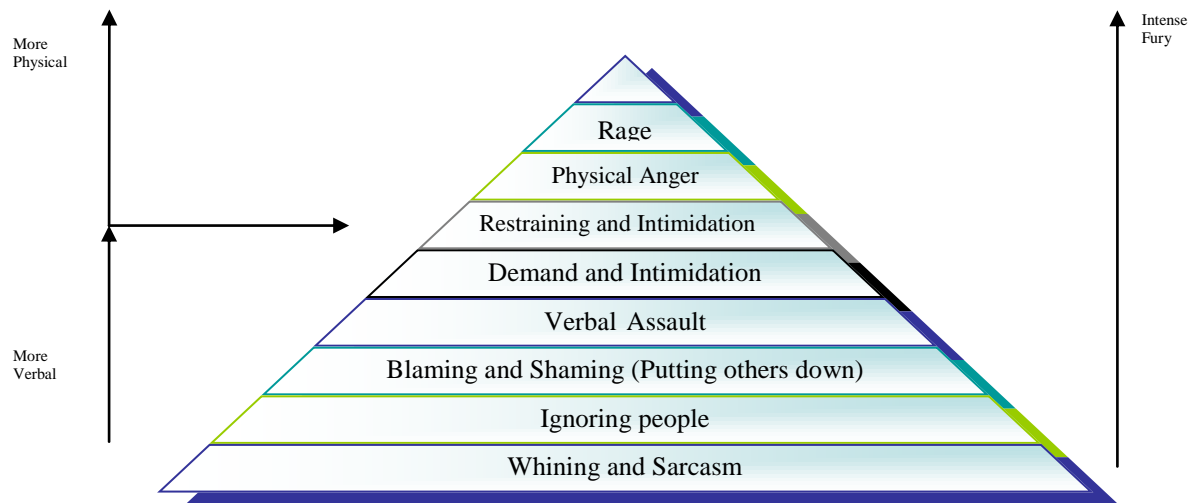 More
Physical
Intense
Fury
Rage
Physical Anger
Restraining and Intimidation
Demand and Intimidation
Verbal Assault
More
Verbal
Blaming and Shaming (Putting others down)
Ignoring people
Whining and Sarcasm